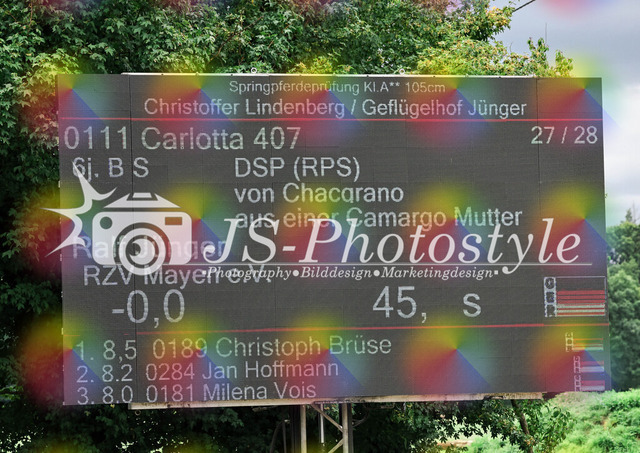 Springpferdeprüfung Kl.A** 105cm
Christoffer Lindenberg / Geflügelhof Jünger
0111 Carlotta 407 27 / 28
6j. B S DSP (RPS)
von Chacgrano
aus einer Camargo Mutter
JS-Photostyle
Photography•Bilddesign•Marketingdesign
RZV Mayen e.V.
-0,0 45, s
1. 8,5 0189 Christoph Brüse
2. 8.2 0284 Jan Hoffmann
3. 8.0 0181 Milena Vois